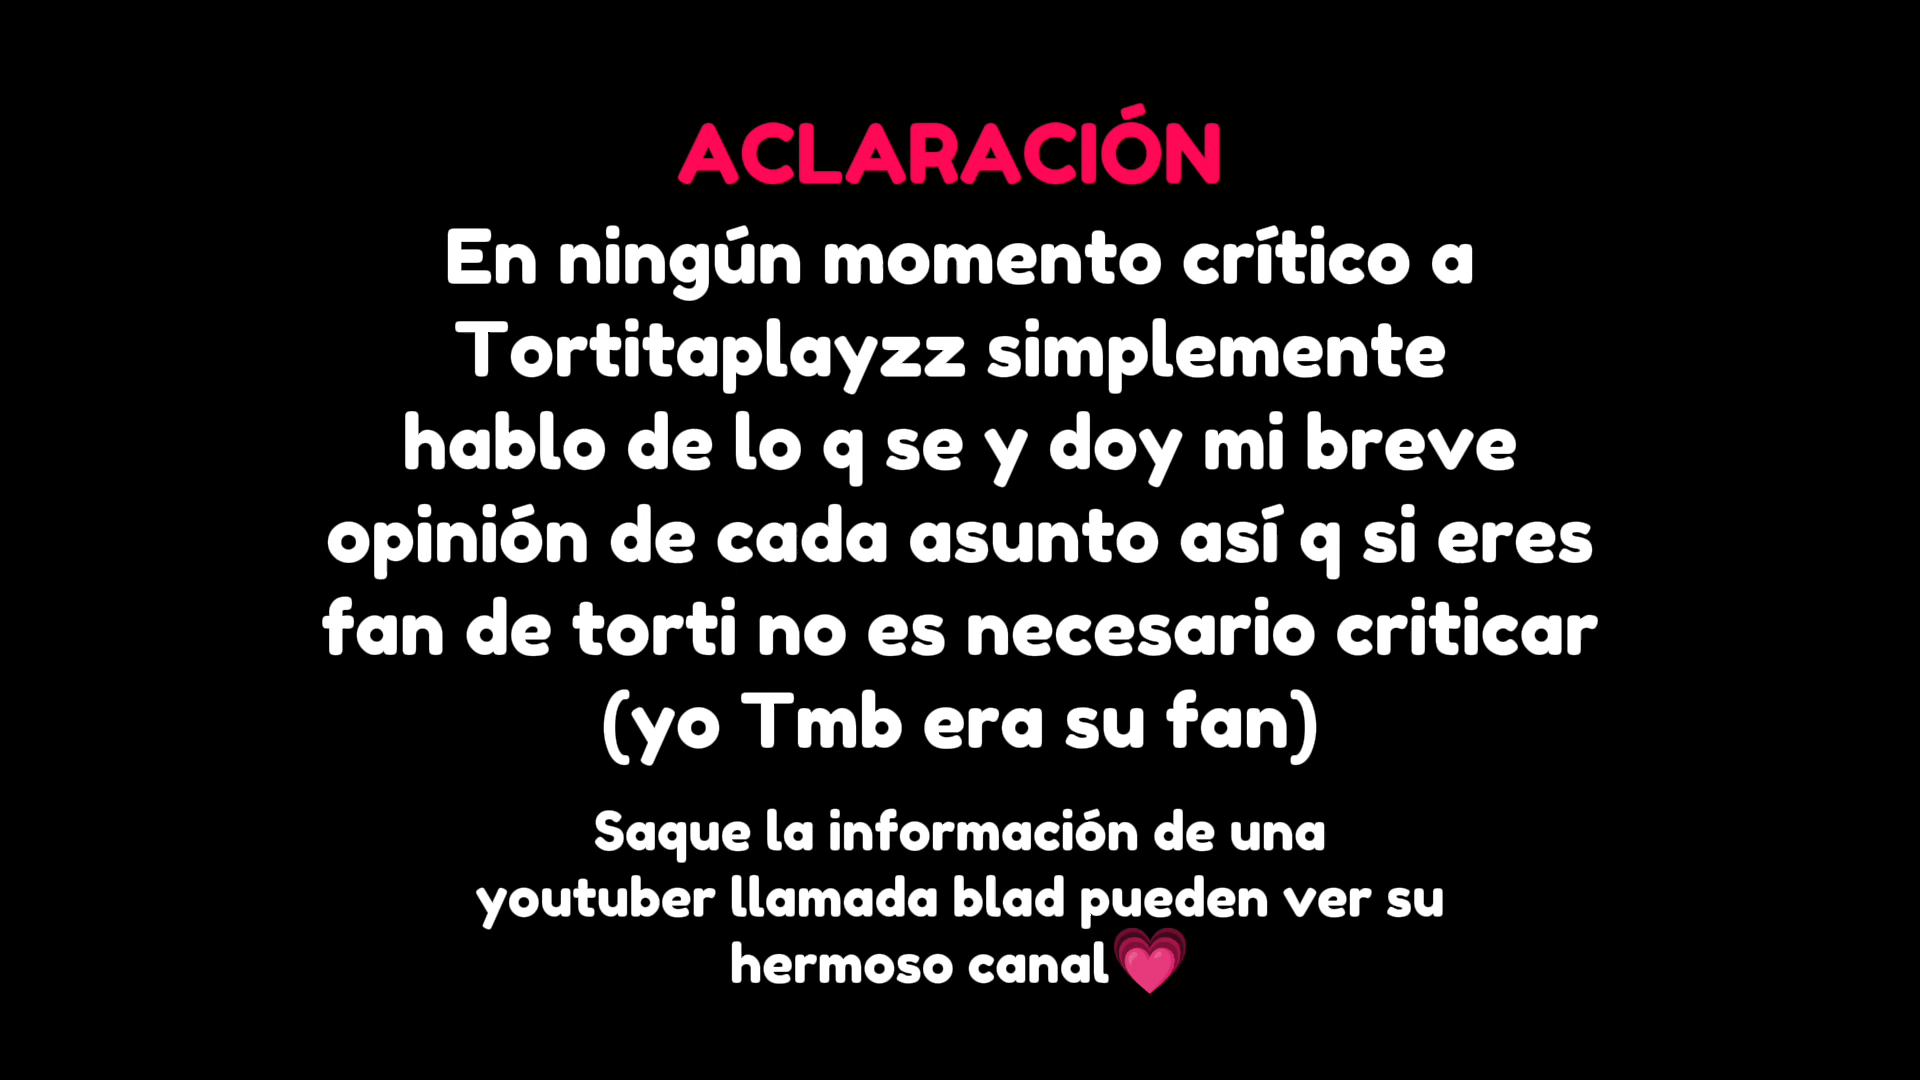 ACLARACIÓN
En ningún momento crítico a
Tortitaplayzz simplemente
hablo de lo q se y doy mi breve
opinión de cada asunto así q si eres
fan de torti no es necesario criticar
(yo Tmb era su fan)
Saque la información de una
youtuber llamada blad pueden ver su
hermoso canal💗